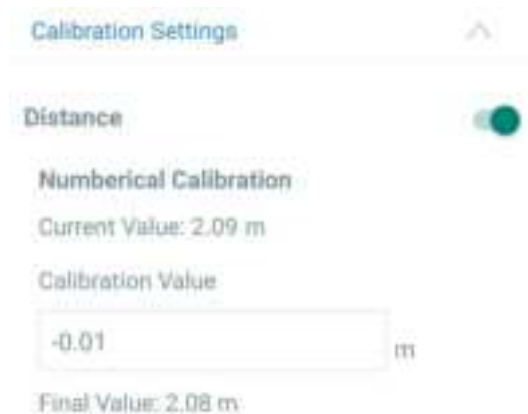 Calibration Settings
Distance
Numberical Calibration
Current Value: 2.09 m
Calibration Value
-0.01 m
Final Value: 2.08 m